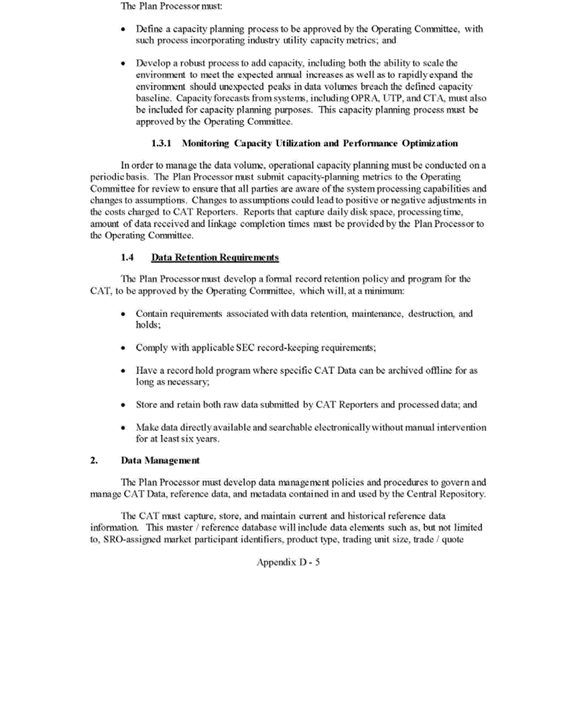 The Plan Processor must:
• Define a capacity planning process to be approved by the Operating Committee, with
such process incorporating industry utility capacity metrics; and
• Develop a robust process to add capacity, including both the ability to scale the
environment to meet the expected annual increases as well as to rapidly expand the
environment should unexpected peaks in data volumes breach the defined capacity
baseline. Capacity forecasts from systems, including OPRA, UTP, and CTA, must also
be included for capacity planning purposes. This capacity planning process must be
approved by the Operating Committee.
1.3.1 Monitoring Capacity Utilization and Performance Optimization
In order to manage the data volume, operational capacity planning must be conducted on a
periodic basis. The Plan Processor must submit capacity-planning metrics to the Operating
Committee for review to ensure that all parties are aware of the system processing capabilities and
changes to assumptions. Changes to assumptions could lead to positive or negative adjustments in
the costs charged to CAT Reporters. Reports that capture daily disk space, processing time,
amount of data received and linkage completion times must be provided by the Plan Processor to
the Operating Committee.
1.4 Data Retention Requirements
The Plan Processor must develop a formal record retention policy and program for the
CAT, to be approved by the Operating Committee, which will, at a minimum:
• Contain requirements associated with data retention, maintenance, destruction, and
holds;
• Comply with applicable SEC record-keeping requirements;
• Have a record hold program where specific CAT Data can be archived offline for as
long as necessary;
• Store and retain both raw data submitted by CAT Reporters and processed data; and
• Make data directly available and searchable electronically without manual intervention
for at least six years.
2. Data Management
The Plan Processor must develop data management policies and procedures to govern and
manage CAT Data, reference data, and metadata contained in and used by the Central Repository.
The CAT must capture, store, and maintain current and historical reference data
information. This master / reference database will include data elements such as, but not limited
to, SRO-assigned market participant identifiers, product type, trading unit size, trade / quote
Appendix D - 5